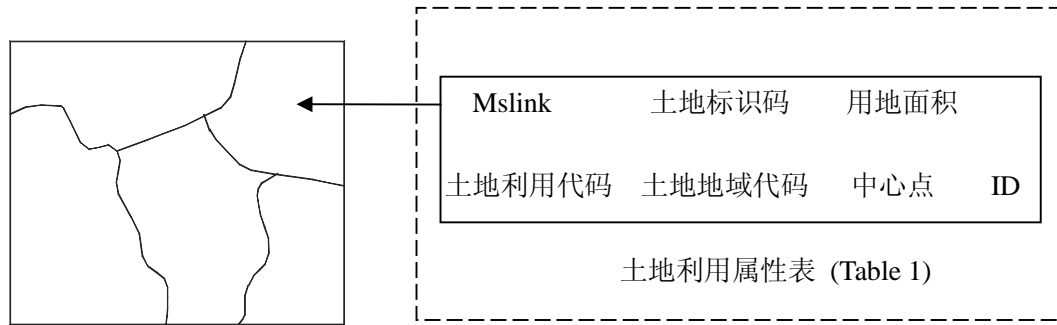 Mslink 土地标识码 用地面积
土地利用代码 土地地域代码 中心点 ID
土地利用属性表 (Table 1)